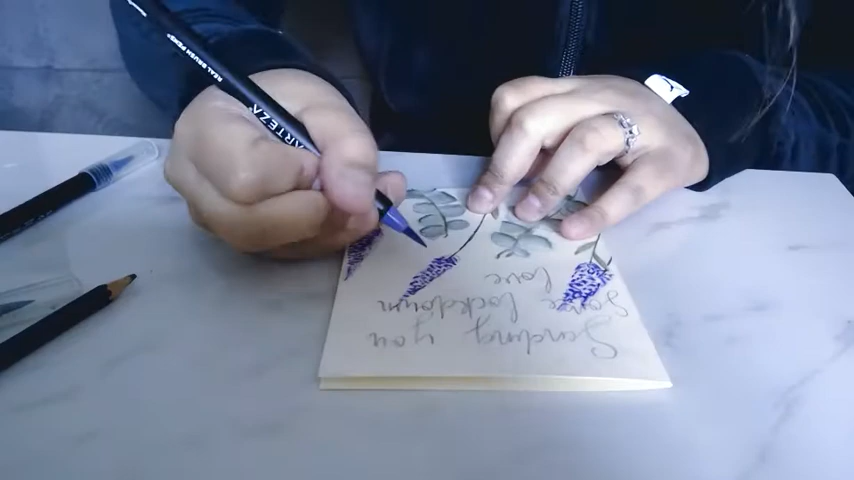 Sending you
Some lockdown
love
ARTEZA
REAL BRUSH PENS